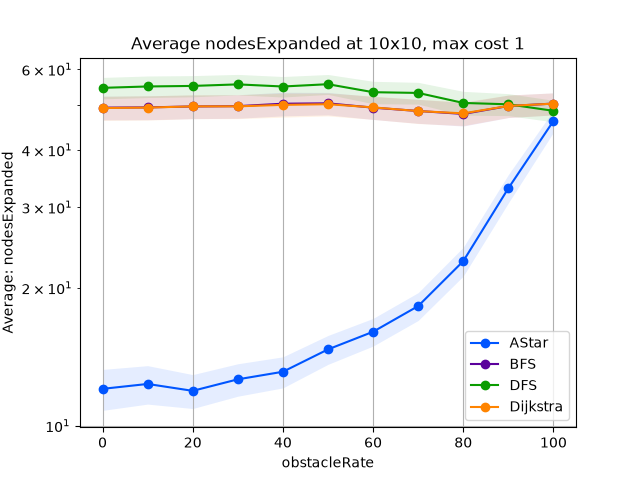 Average nodesExpanded at 10x10, max cost 1
Average: nodesExpanded
6 × 10¹
4 × 10¹
3 × 10¹
2 × 10¹
10¹
0 20 40 60 80 100
obstacleRate
AStar
BFS
DFS
Dijkstra